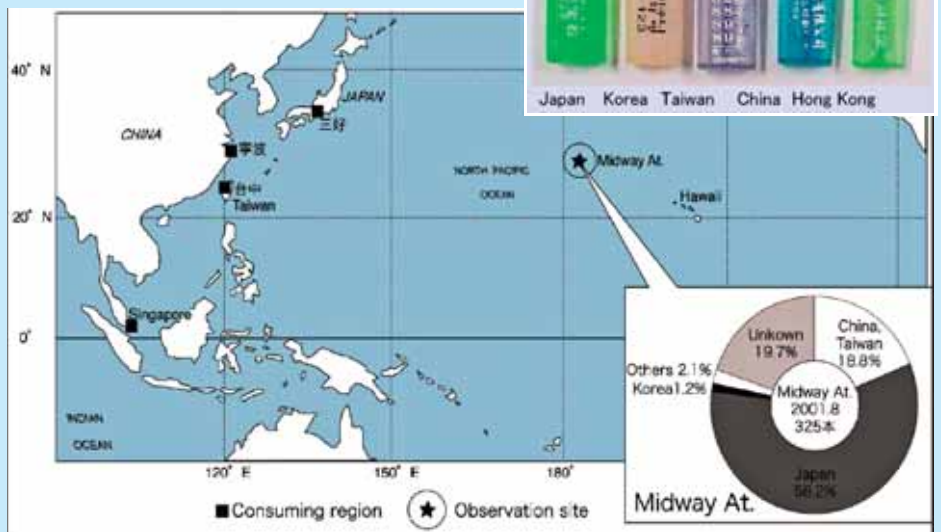 Japan Korea Taiwan China Hong Kong
40° N
JAPAN
三好
CHINA
寧波
Midway At.
NORTH PACIFIC
OCEAN
台中
Taiwan
Hawaii
20° N
Singapore
0°
Unkown
19.7%
China,
Taiwan
18.8%
Others 2.1%
Korea1.2%
Midway At.
2001.8
325本
Japan
56.2%
INDIAN
OCEAN
120° E
150° E
180°
Midway At.
Consuming region
Observation site